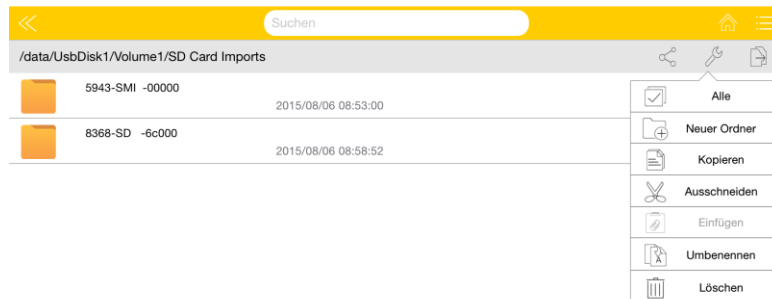 Suchen
/data/UsbDisk1/Volume1/SD Card Imports
5943-SMI -00000
2015/08/06 08:53:00
8368-SD -6c000
2015/08/06 08:58:52
Alle
Neuer Ordner
Kopieren
Ausschneiden
Einfügen
Umbenennen
Löschen